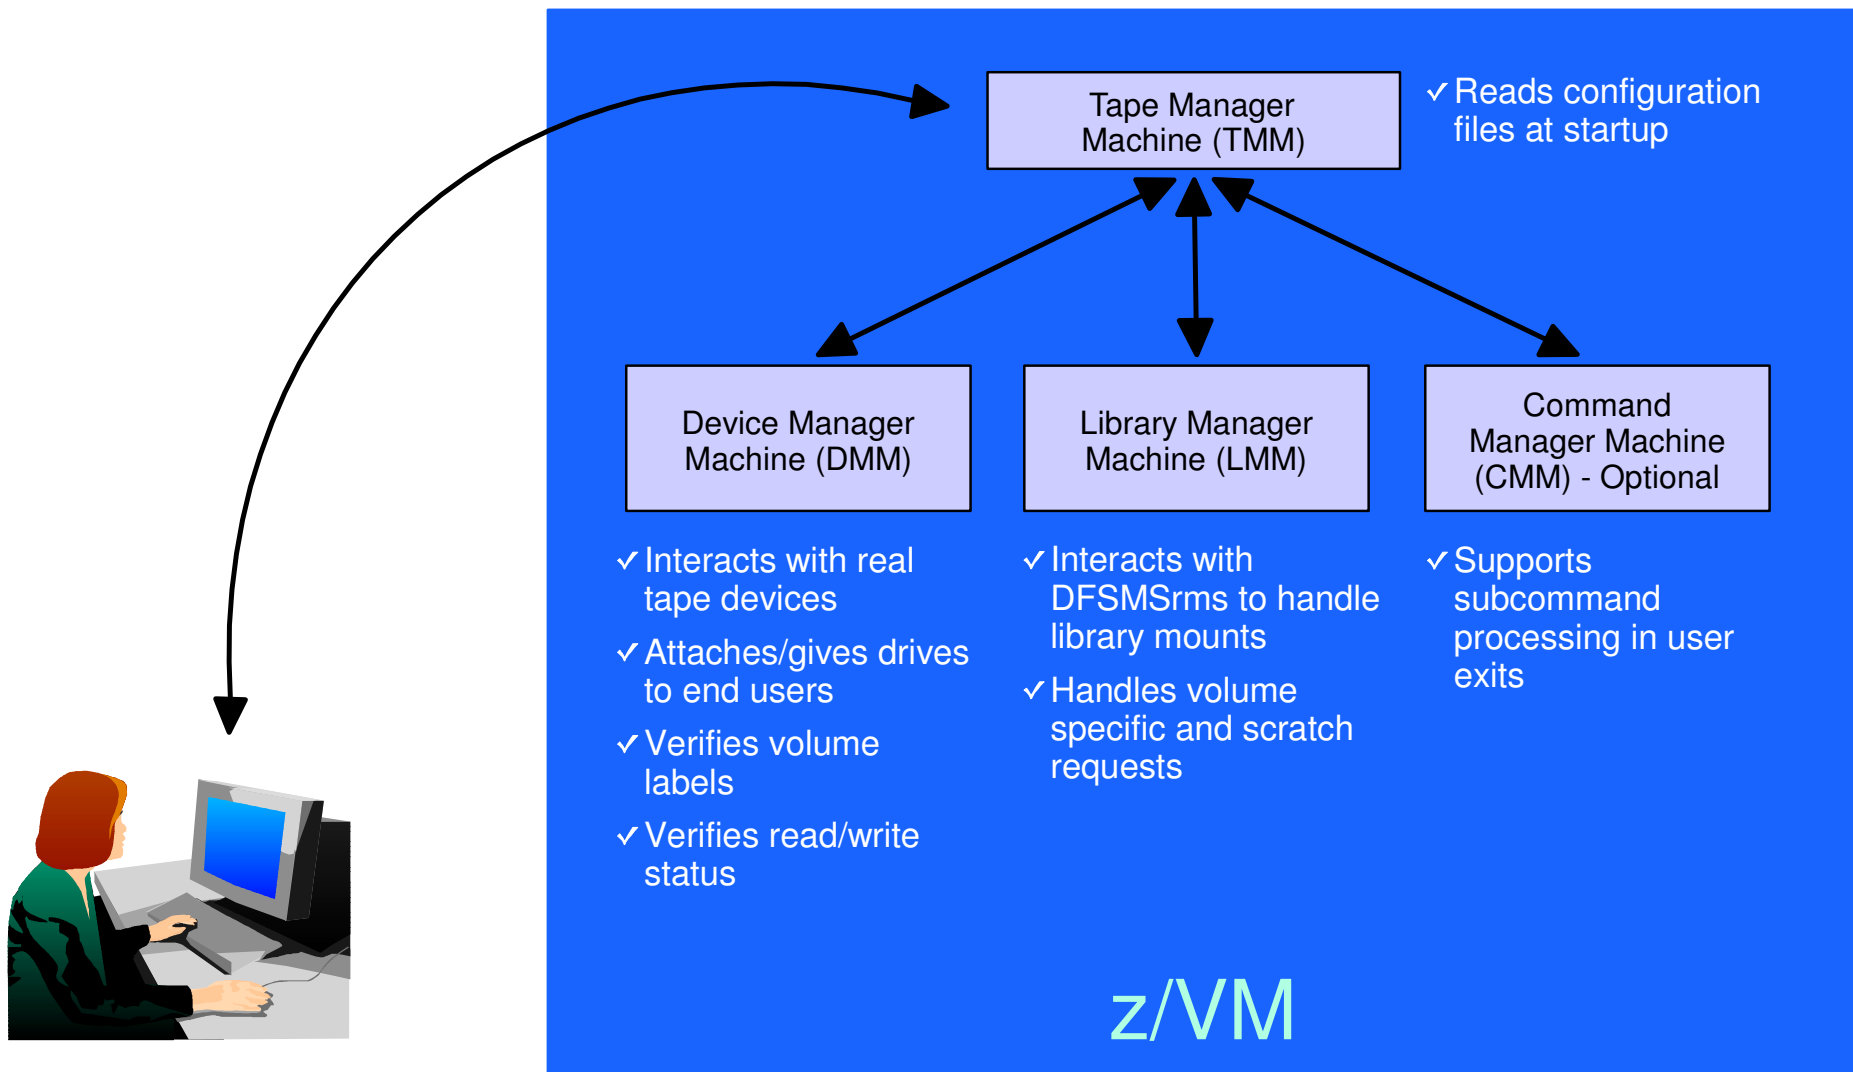 Tape Manager
Machine (TMM)
✓ Reads configuration
files at startup
Device Manager
Machine (DMM)
Library Manager
Machine (LMM)
Command
Manager Machine
(CMM) - Optional
✓ Interacts with real
tape devices
✓ Attaches/gives drives
to end users
✓ Verifies volume
labels
✓ Verifies read/write
status
✓ Interacts with
DFSMSrms to handle
library mounts
✓ Handles volume
specific and scratch
requests
✓ Supports
subcommand
processing in user
exits
z/VM